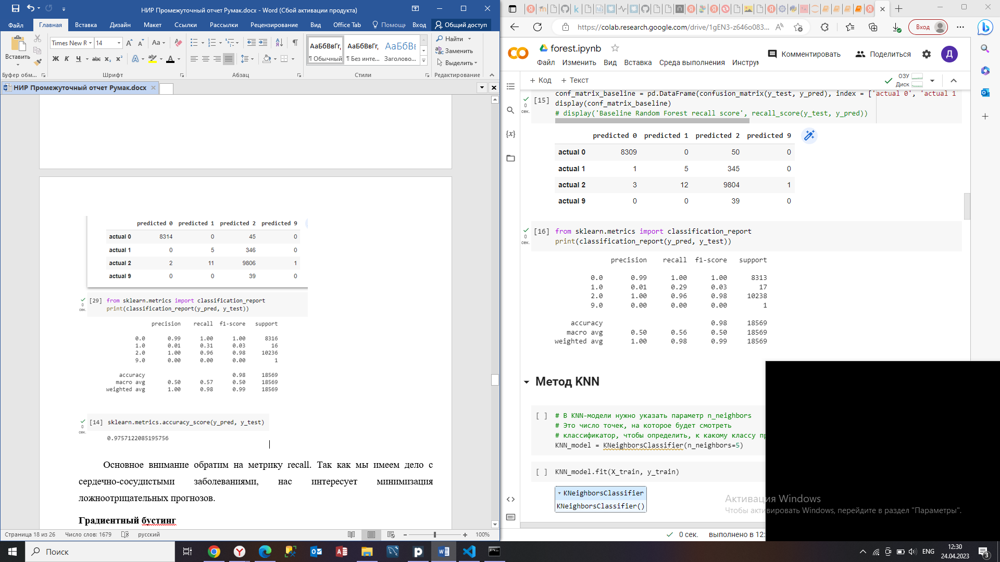 НИР Промежуточный отчет Румак.docx - Word (Сбой активации продукта)
Файл Главная Вставка Дизайн Макет Ссылки Рассылки Рецензирование Вид Office Tab Помощь Вход Общий доступ
Вставить
Times New R 14 Aa
Ж К Ч abc x₂ x² A A
АаБбВвГг, АаБбВвГг, АаБбВі
¶ Обычный ¶ Без инте... Заголово...
Найти
Заменить
Выделить
Буфер обм... Шрифт Абзац Стили Редактирование
НИР Промежуточный отчет Румак.docx
predicted 0 predicted 1 predicted 2 predicted 9
actual 0 8314 0 45 0
actual 1 0 5 346 0
actual 2 2 11 9806 1
actual 9 0 0 39 0
0 сек.
[29] from sklearn.metrics import classification_report
print(classification_report(y_pred, y_test))
precision recall f1-score support
0.0 0.99 1.00 1.00 8316
1.0 0.01 0.31 0.03 16
2.0 1.00 0.96 0.98 10236
9.0 0.00 0.00 0.00 1
accuracy 0.98 18569
macro avg 0.50 0.57 0.50 18569
weighted avg 1.00 0.98 0.99 18569
0 сек.
[14] sklearn.metrics.accuracy_score(y_pred, y_test)
0.9757122085195756
Основное внимание обратим на метрику recall. Так как мы имеем дело с
сердечно-сосудистыми заболеваниями, нас интересует минимизация
ложноотрицательных прогнозов.
Градиентный бустинг
Страница 18 из 26 Число слов: 1679 русский 100%
https://colab.research.google.com/drive/1gEN3-z646o083... Вход
forest.ipynb
Комментировать Поделиться Д
Файл Изменить Вид Вставка Среда выполнения Инструм
+ Код + Текст
ОЗУ
Диск
0 сек.
[15] conf_matrix_baseline = pd.DataFrame(confusion_matrix(y_test, y_pred), index = ['actual 0', 'actual 1
display(conf_matrix_baseline)
# display('Baseline Random Forest recall score', recall_score(y_test, y_pred))
predicted 0 predicted 1 predicted 2 predicted 9
actual 0 8309 0 50 0
actual 1 1 5 345 0
actual 2 3 12 9804 1
actual 9 0 0 39 0
0 сек.
[16] from sklearn.metrics import classification_report
print(classification_report(y_pred, y_test))
precision recall f1-score support
0.0 0.99 1.00 1.00 8313
1.0 0.01 0.29 0.03 17
2.0 1.00 0.96 0.98 10238
9.0 0.00 0.00 0.00 1
accuracy 0.98 18569
macro avg 0.50 0.56 0.50 18569
weighted avg 1.00 0.98 0.99 18569
Метод KNN
[ ] # В KNN-модели нужно указать параметр n_neighbors
# Это число точек, на которое будет смотреть
# классификатор, чтобы определить, к какому классу пр
KNN_model = KNeighborsClassifier(n_neighbors=5)
[ ] KNN_model.fit(X_train, y_train)
KNeighborsClassifier
KNeighborsClassifier()
Активация Windows
Чтобы активировать Windows, перейдите в раздел "Параметры".
0 сек. выполнено в 12:
Поиск
ENG
12:30
24.04.2023
3